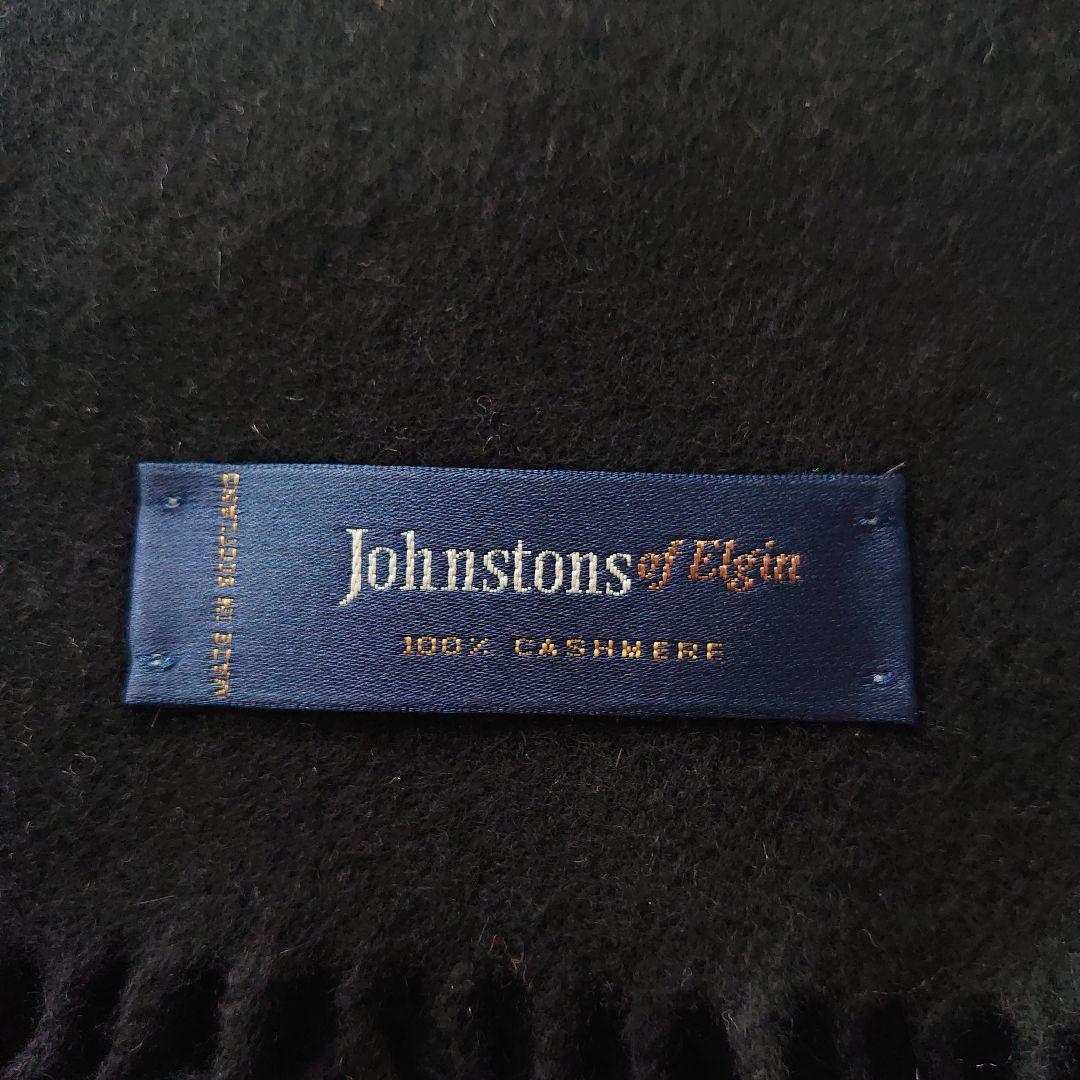 MADE IN SCOTLAND
Johnstons of Elgin
100% CASHMERE